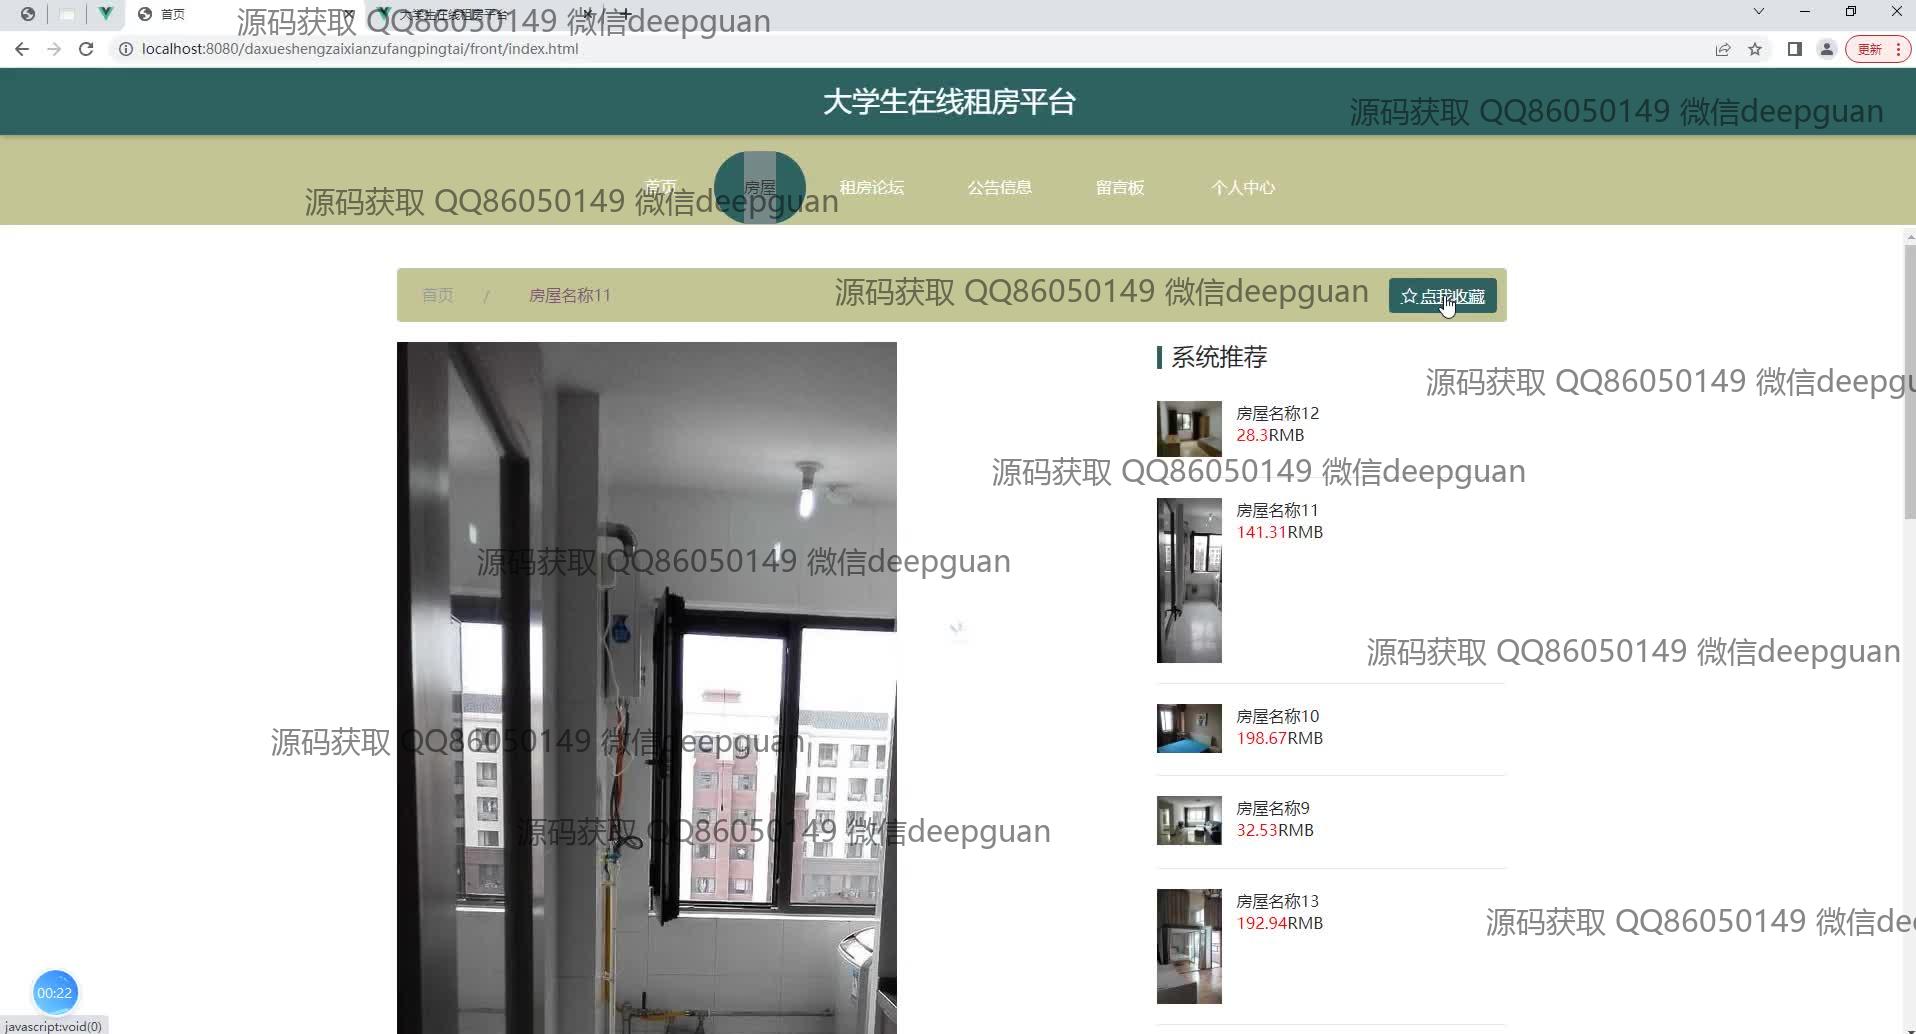 首页
大学生在线租房平台
源码获取 QQ86050149 微信deepguan
localhost:8080/daxueshengzaixianzufangpingtai/front/index.html
更新
大学生在线租房平台
源码获取 QQ86050149 微信deepguan
首页
房屋
租房论坛
公告信息
留言板
个人中心
源码获取 QQ86050149 微信deepguan
首页 / 房屋名称11
源码获取 QQ86050149 微信deepguan
点我收藏
系统推荐
源码获取 QQ86050149 微信deepgu
房屋名称12
28.3RMB
源码获取 QQ86050149 微信deepguan
房屋名称11
141.31RMB
源码获取 QQ86050149 微信deepguan
源码获取 QQ86050149 微信deepguan
房屋名称10
198.67RMB
源码获取 QQ86050149 微信deepguan
房屋名称9
32.53RMB
源码获取 QQ86050149 微信deepguan
房屋名称13
192.94RMB
源码获取 QQ86050149 微信dee
00:22
javascript:void(0)